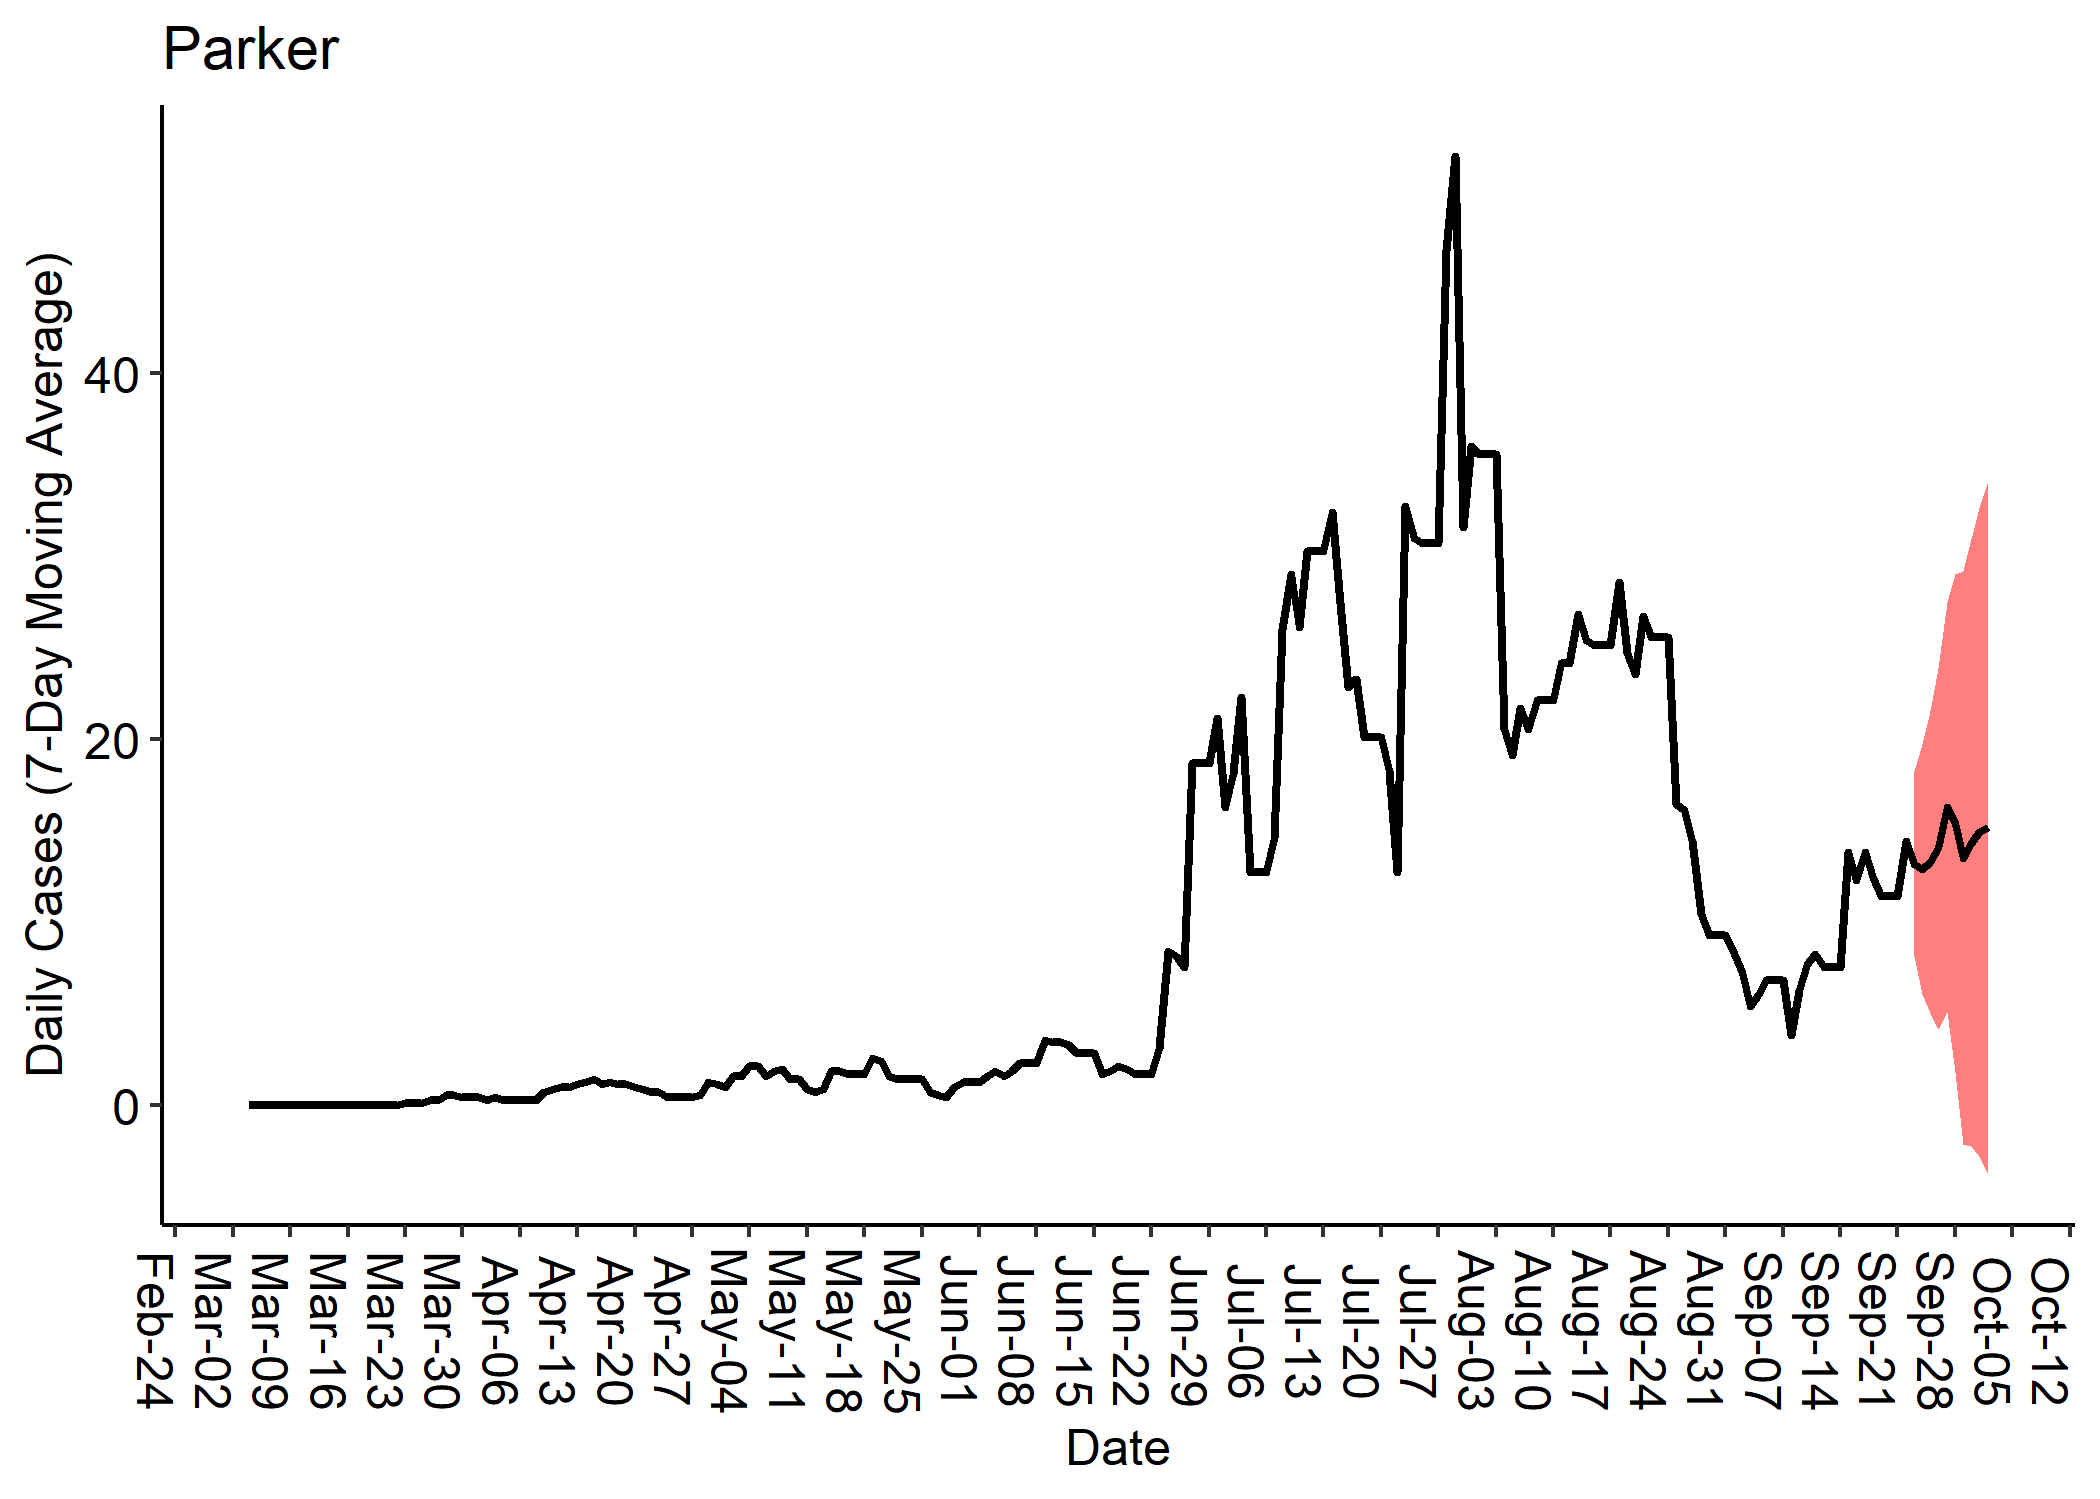 Parker
Daily Cases (7-Day Moving Average)
40
20
0
Feb-24
Mar-02
Mar-09
Mar-16
Mar-23
Mar-30
Apr-06
Apr-13
Apr-20
Apr-27
May-04
May-11
May-18
May-25
Jun-01
Jun-08
Jun-15
Jun-22
Jun-29
Jul-06
Jul-13
Jul-20
Jul-27
Aug-03
Aug-10
Aug-17
Aug-24
Aug-31
Sep-07
Sep-14
Sep-21
Sep-28
Oct-05
Oct-12
Date